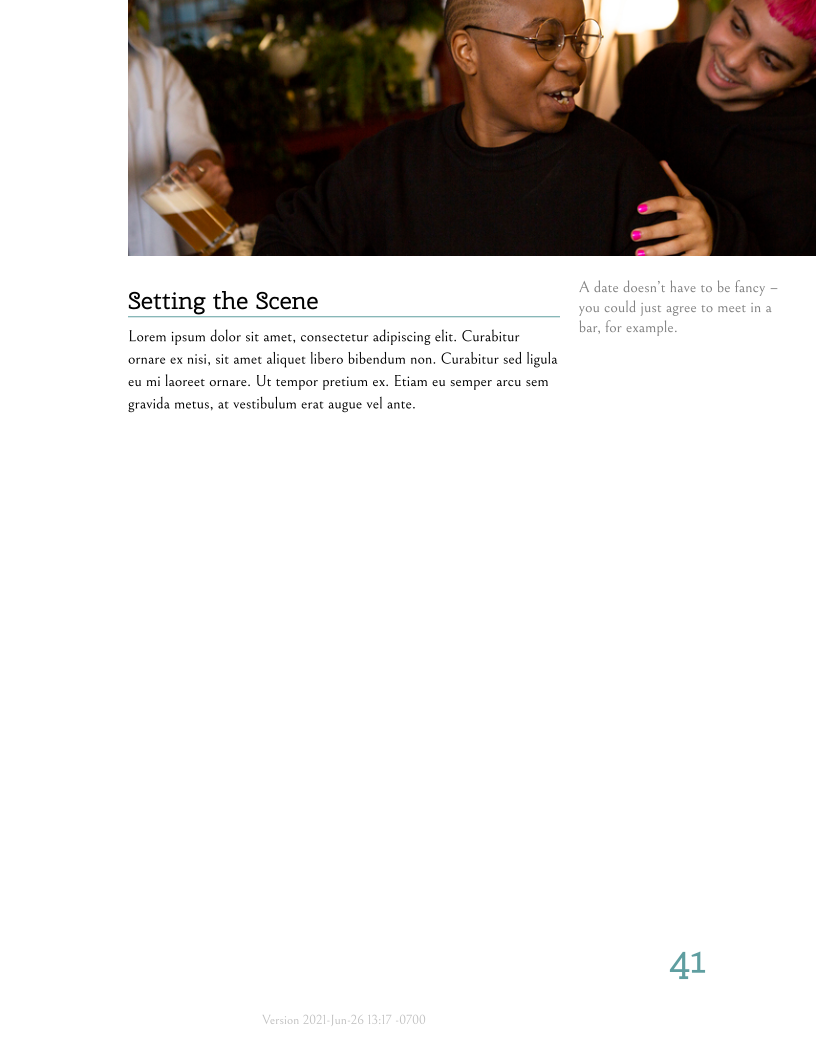 Setting the Scene
Lorem ipsum dolor sit amet, consectetur adipiscing elit. Curabitur
ornare ex nisi, sit amet aliquet libero bibendum non. Curabitur sed ligula
eu mi laoreet ornare. Ut tempor pretium ex. Etiam eu semper arcu sem
gravida metus, at vestibulum erat augue vel ante.
A date doesn't have to be fancy –
you could just agree to meet in a
bar, for example.
41
Version 2021-Jun-26 13:17 -0700